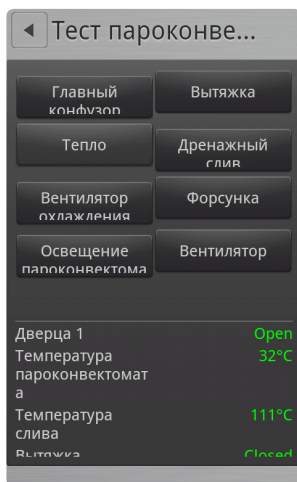 Тест пароконве...
Главный
конфузор
Вытяжка
Тепло
Дренажный
слив
Вентилятор
охлаждения
Форсунка
Освещение
пароконвектома
Вентилятор
Дверца 1 Open
Температура 32°C
пароконвектомат
а
Температура 111°C
слива
Вытяжка Closed